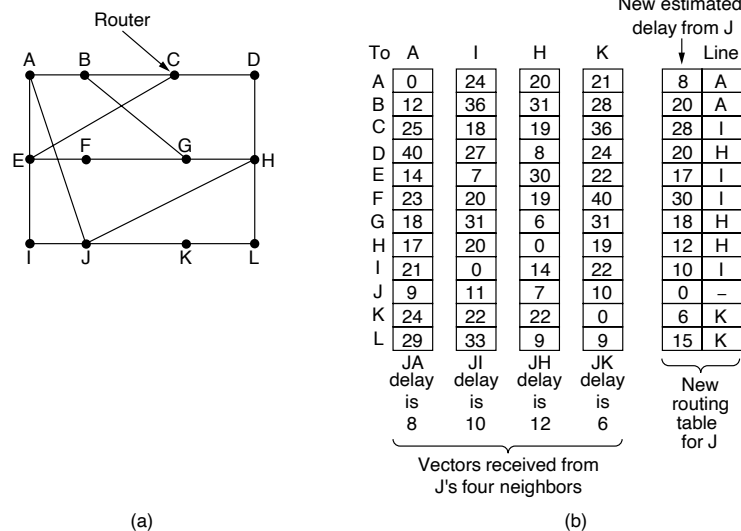 Router
A B C D
E F G H
I J K L
(a)
New estimated
delay from J
To A I H K Line
A 0 24 20 21 8 A
B 12 36 31 28 20 A
C 25 18 19 36 28 I
D 40 27 8 24 20 H
E 14 7 30 22 17 I
F 23 20 19 40 30 I
G 18 31 6 31 18 H
H 17 20 0 19 12 H
I 21 0 14 22 10 I
J 9 11 7 10 0 –
K 24 22 22 0 6 K
L 29 33 9 9 15 K
JA delay is 8
JI delay is 10
JH delay is 12
JK delay is 6
Vectors received from
J's four neighbors
New
routing
table
for J
(b)